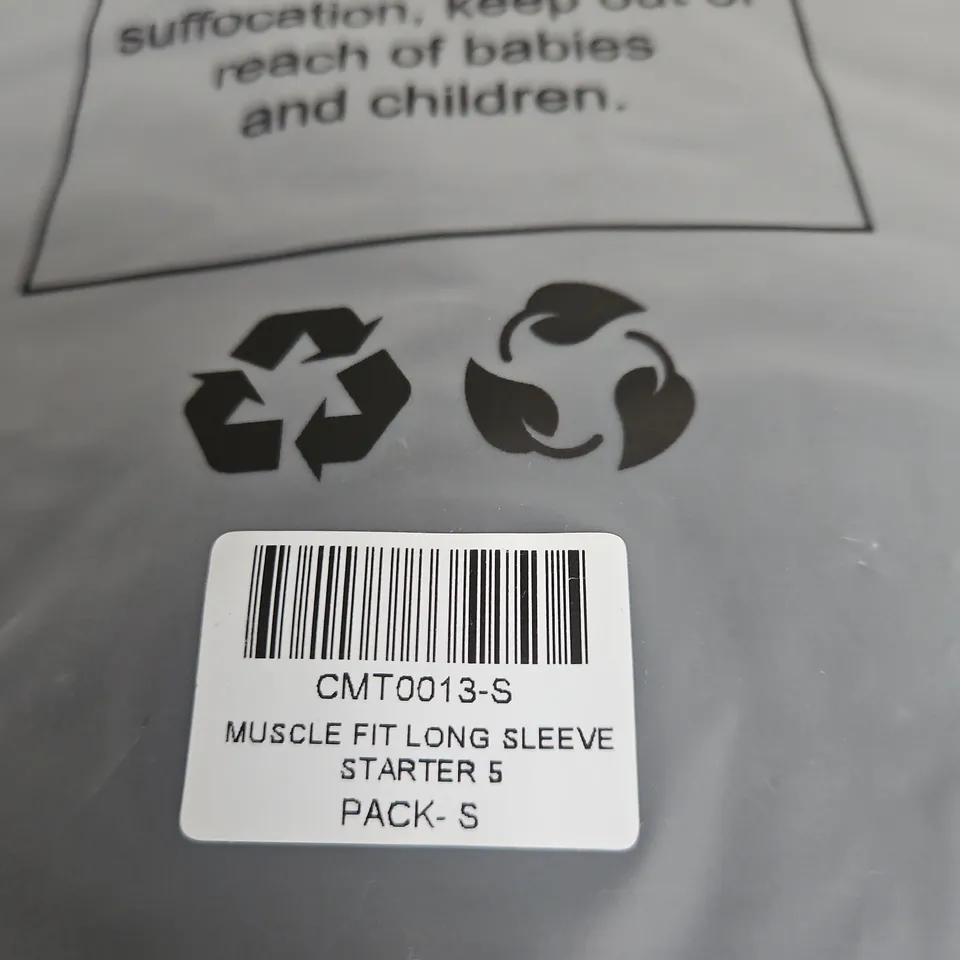 suffocation, keep out of
reach of babies
and children.
CMT0013-S
MUSCLE FIT LONG SLEEVE
STARTER 5
PACK- S